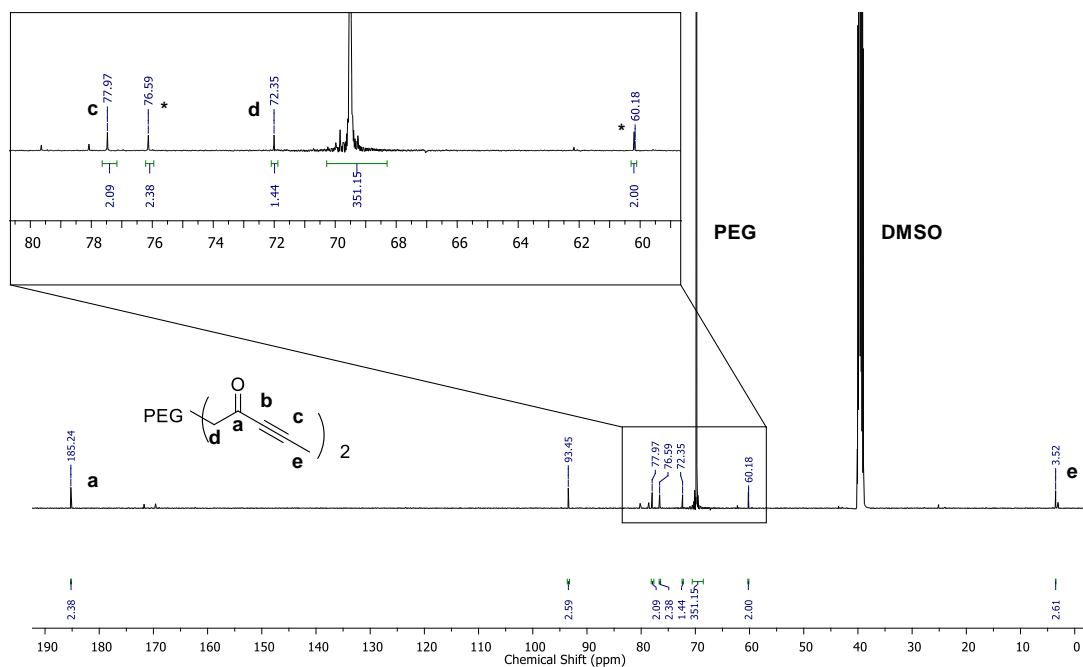 c 77.97 76.59 * d 72.35 * 60.18
2.09 2.38 1.44 351.15 2.00
80 78 76 74 72 70 68 66 64 62 60
PEG DMSO
O
PEG ( a b c d e ) 2
185.24 93.45 77.97 76.59 72.35 60.18 3.52
a e
2.38 2.59 2.09 2.38 1.44 351.15 2.00 2.61
190 180 170 160 150 140 130 120 110 100 90 80 70 60 50 40 30 20 10 0
Chemical Shift (ppm)